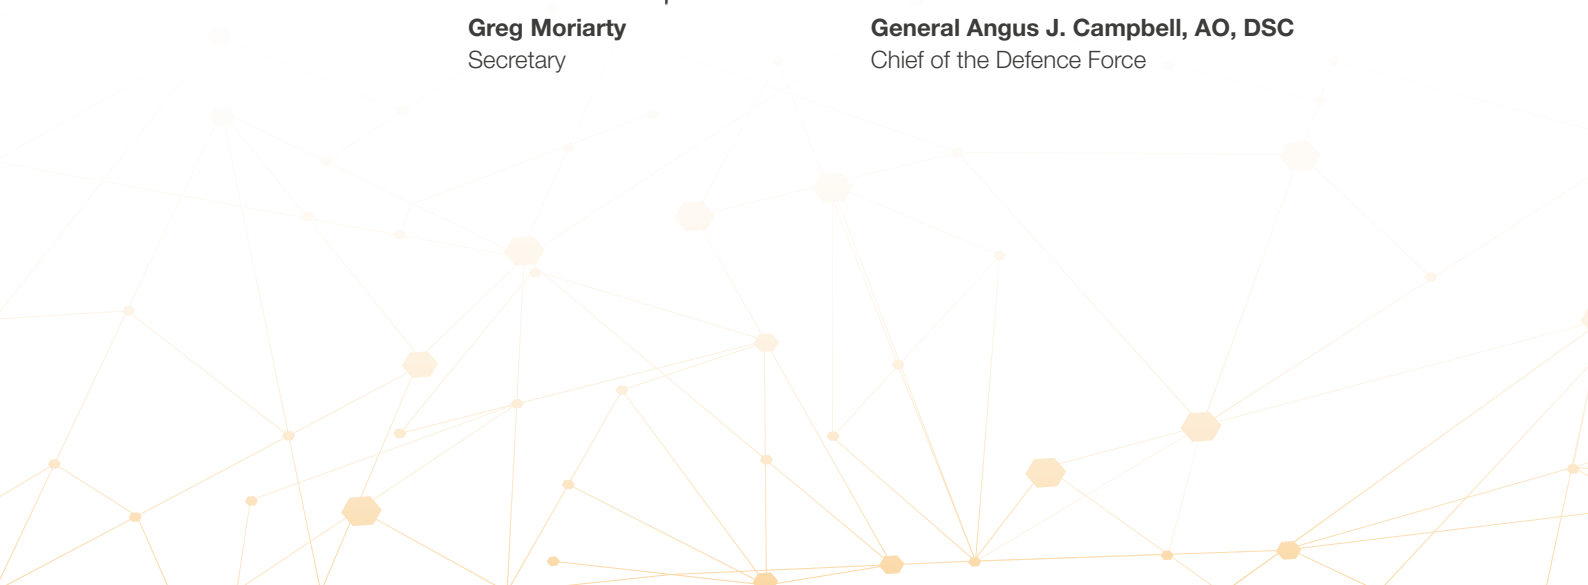 Greg Moriarty
Secretary
General Angus J. Campbell, AO, DSC
Chief of the Defence Force